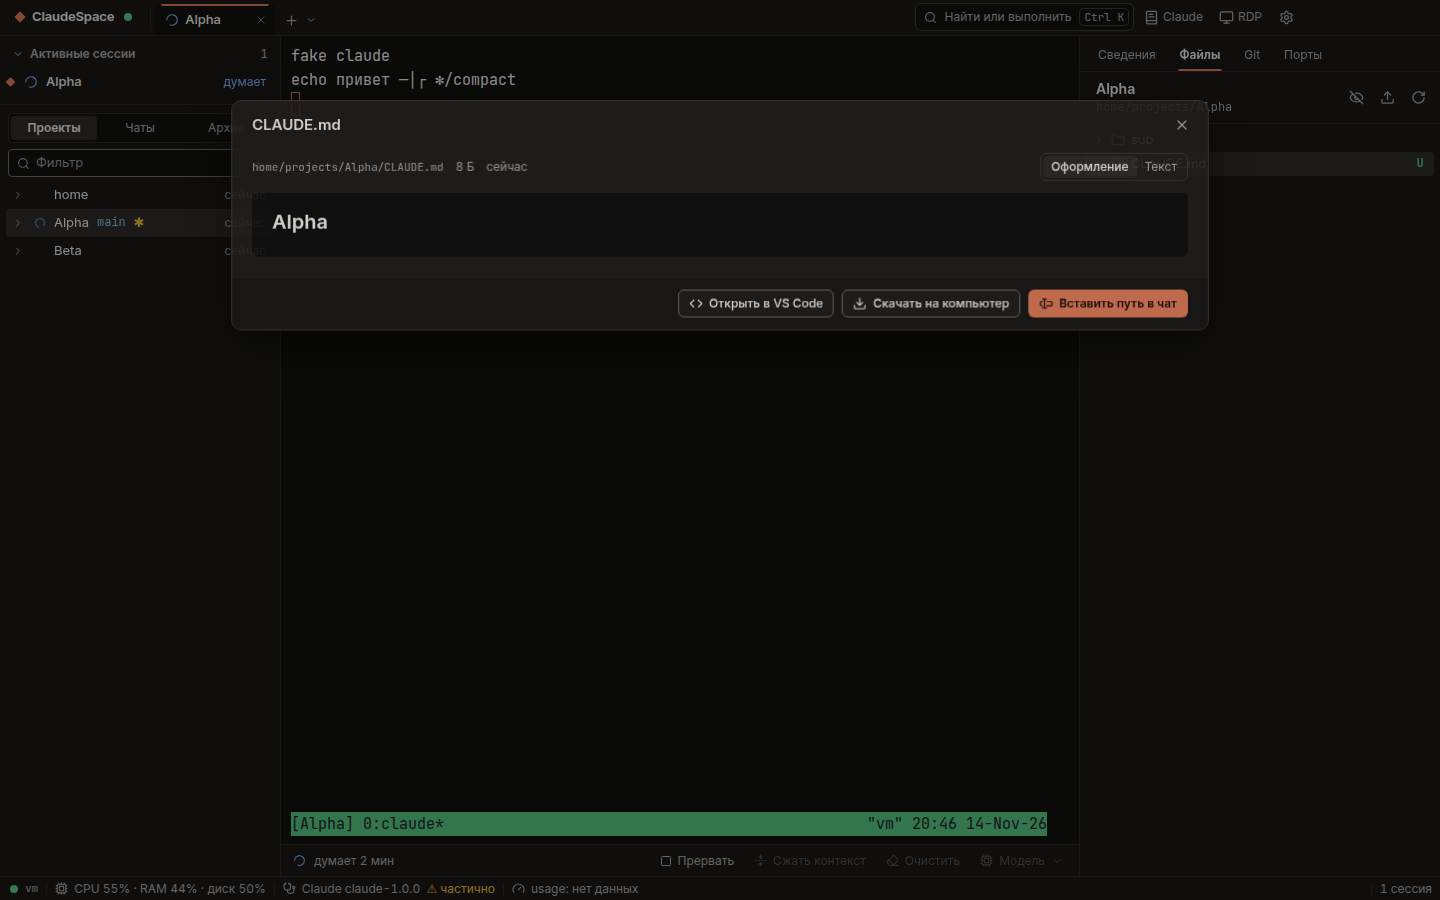 ClaudeSpace
Alpha
Найти или выполнить Ctrl K
Claude
RDP
Активные сессии 1
Alpha думает
Проекты Чаты
Фильтр
home
Alpha main
Beta
fake claude
echo привет —│┌ ✻/compact
Сведения Файлы Git Порты
Alpha
home/projects/Alpha
sub
U
CLAUDE.md
home/projects/Alpha/CLAUDE.md 8 Б сейчас
Оформление Текст
Alpha
Открыть в VS Code
Скачать на компьютер
Вставить путь в чат
[Alpha] 0:claude* "vm" 20:46 14-Nov-26
думает 2 мин
Прервать
Сжать контекст
Очистить
Модель
vm CPU 55% · RAM 44% · диск 50% Claude claude-1.0.0 ⚠ частично usage: нет данных 1 сессия